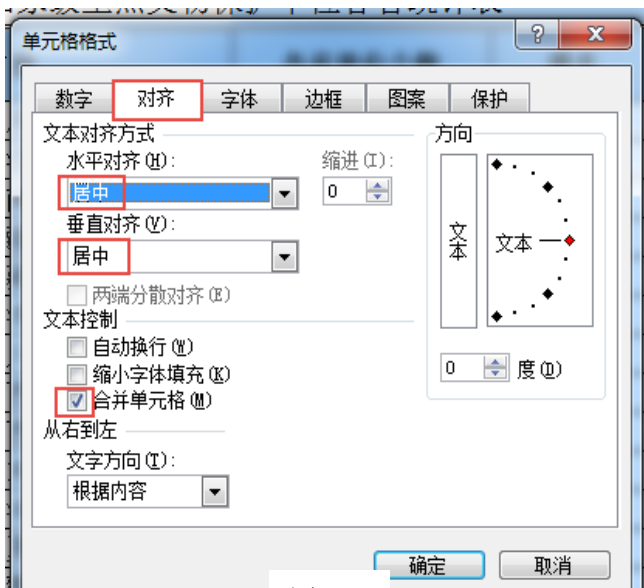 单元格格式
数字 对齐 字体 边框 图案 保护
文本对齐方式 方向
水平对齐(H): 缩进(I):
居中 0
垂直对齐(V):
居中
文本 文本
两端分散对齐(E)
文本控制
自动换行(W)
缩小字体填充(K) 0 度(D)
合并单元格(M)
从右到左
文字方向(T):
根据内容
确定 取消